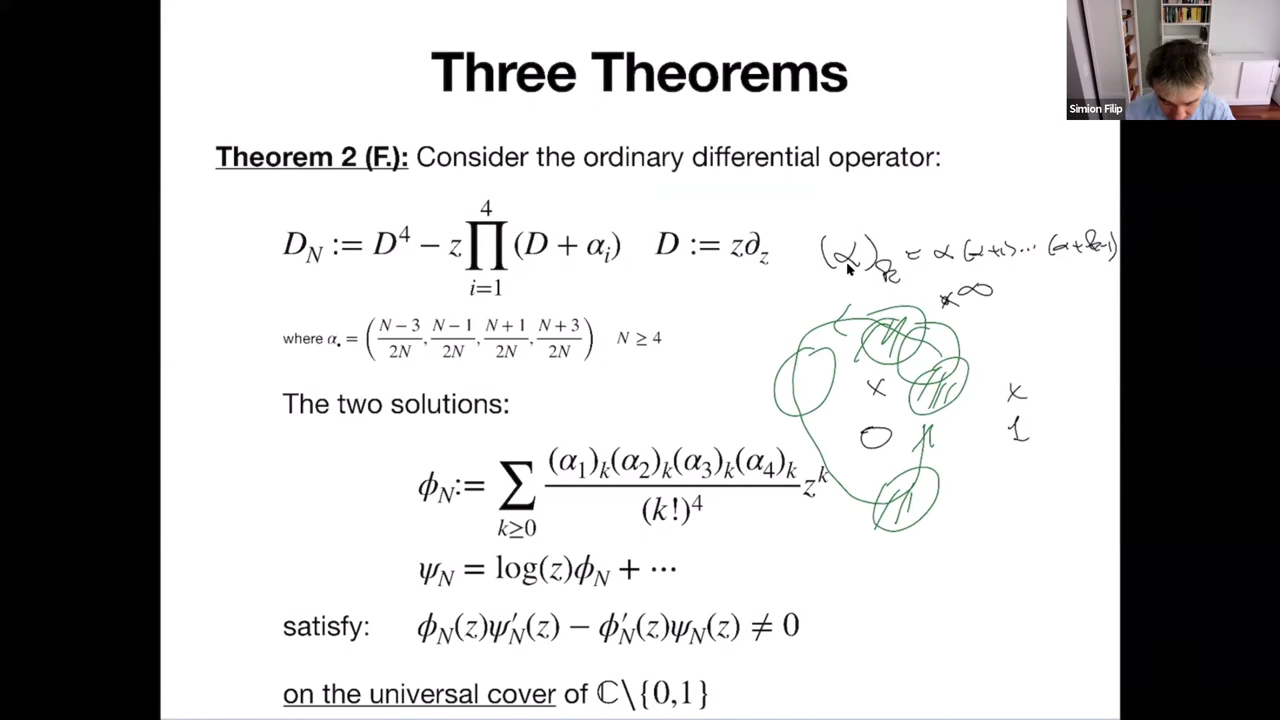 Three Theorems
Simion Filip
Theorem 2 (F.): Consider the ordinary differential operator:
D_N := D^4 − z ∏_{i=1}^{4} (D + α_i)    D := z∂_z
(α)_k = α (α+1)... (α+k-1)
where α_• = ( (N − 3)/2N, (N − 1)/2N, (N + 1)/2N, (N + 3)/2N )    N ≥ 4
× ∞
× ×
0 1
The two solutions:
ϕ_N := ∑_{k≥0} (α_1)_k(α_2)_k(α_3)_k(α_4)_k / (k!)^4 z^k
ψ_N = log(z)ϕ_N + ⋯
satisfy: ϕ_N(z)ψ′_N(z) − ϕ′_N(z)ψ_N(z) ≠ 0
on the universal cover of ℂ\{0,1}